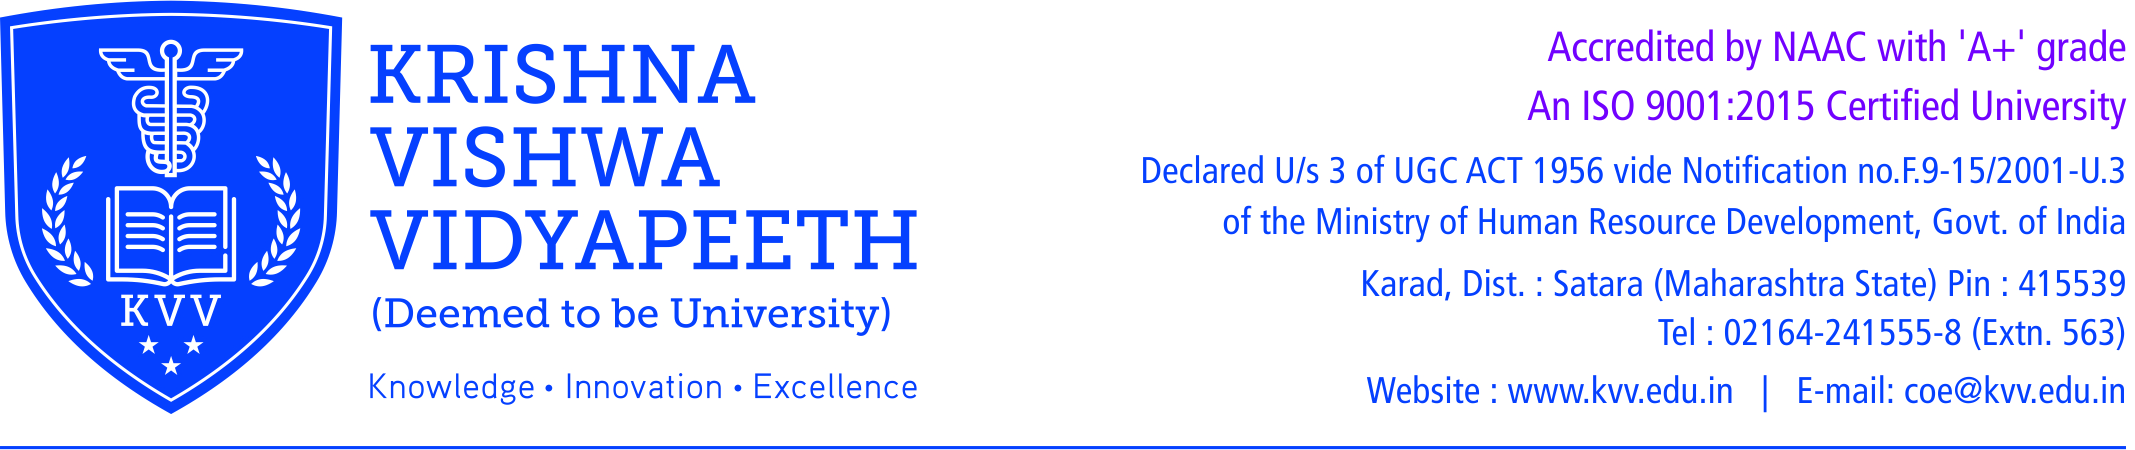 KVV
KRISHNA
VISHWA
VIDYAPEETH
(Deemed to be University)
Knowledge • Innovation • Excellence
Accredited by NAAC with 'A+' grade
An ISO 9001:2015 Certified University
Declared U/s 3 of UGC ACT 1956 vide Notification no.F.9-15/2001-U.3
of the Ministry of Human Resource Development, Govt. of India
Karad, Dist. : Satara (Maharashtra State) Pin : 415539
Tel : 02164-241555-8 (Extn. 563)
Website : www.kvv.edu.in | E-mail: coe@kvv.edu.in